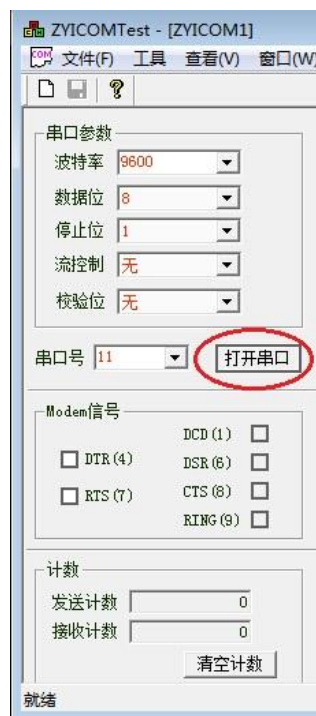 ZYICOMTest - [ZYICOM1]
COM 文件(F) 工具 查看(V) 窗口(W)
串口参数
波特率 9600
数据位 8
停止位 1
流控制 无
校验位 无
串口号 11 打开串口
Modem信号
DCD(1)
DTR(4) DSR(6)
RTS(7) CTS(8)
RING(9)
计数
发送计数 0
接收计数 0
清空计数
就绪